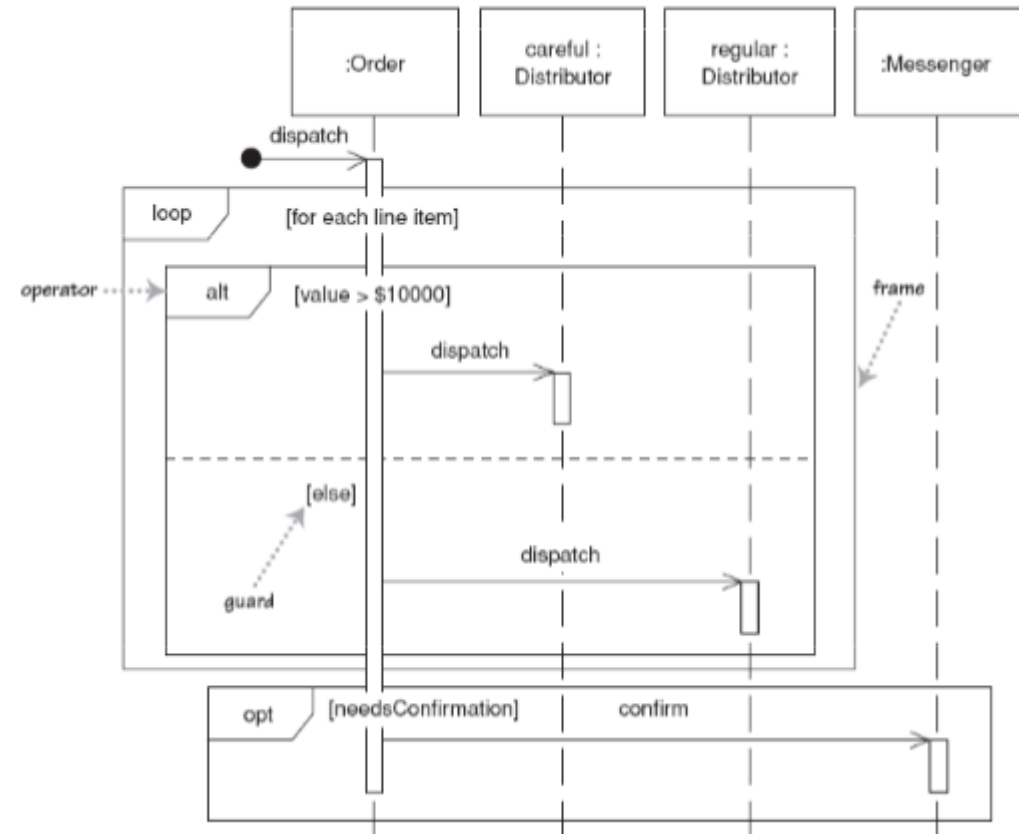 :Order
careful :
Distributor
regular :
Distributor
:Messenger
dispatch
loop
[for each line item]
operator
alt
[value > $10000]
frame
dispatch
[else]
dispatch
guard
opt
[needsConfirmation]
confirm